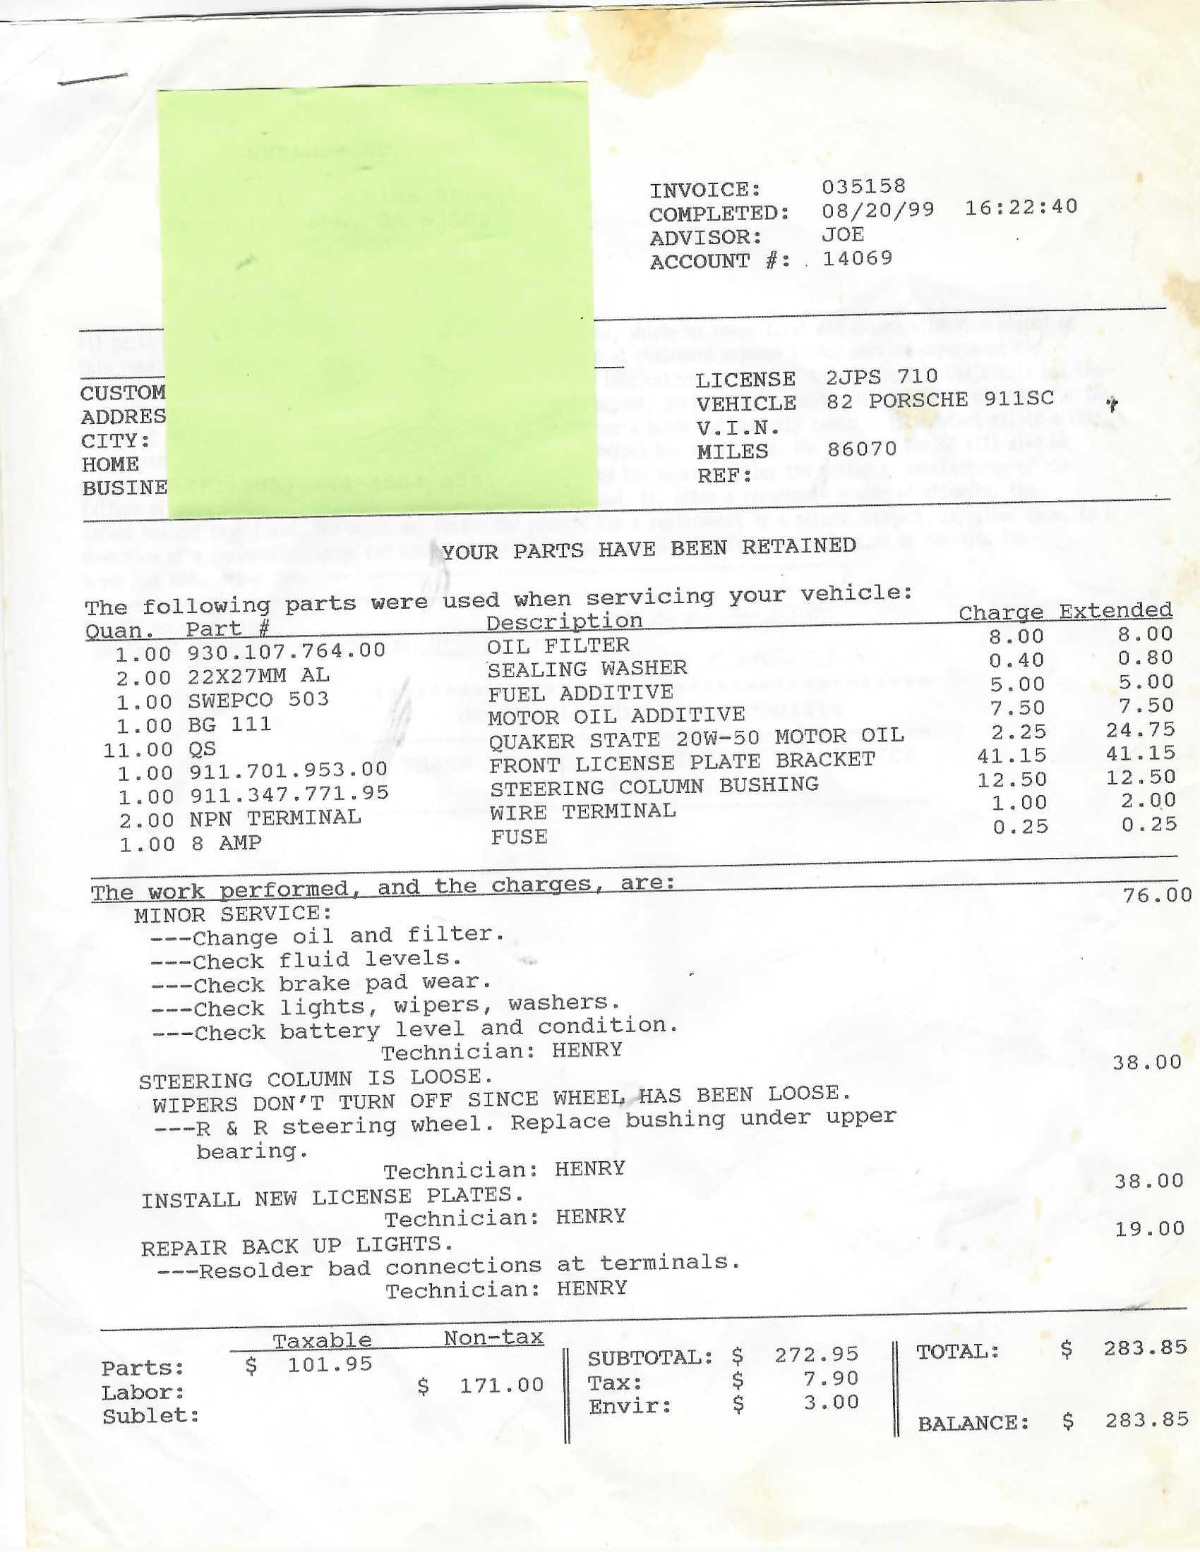 INVOICE: 035158
COMPLETED: 08/20/99 16:22:40
ADVISOR: JOE
ACCOUNT #: 14069
CUSTOM
ADDRES
CITY:
HOME
BUSINE
LICENSE 2JPS 710
VEHICLE 82 PORSCHE 911SC
V.I.N.
MILES 86070
REF:
YOUR PARTS HAVE BEEN RETAINED
The following parts were used when servicing your vehicle:
Quan. Part # Description Charge Extended
1.00 930.107.764.00 OIL FILTER 8.00 8.00
2.00 22X27MM AL SEALING WASHER 0.40 0.80
1.00 SWEPCO 503 FUEL ADDITIVE 5.00 5.00
1.00 BG 111 MOTOR OIL ADDITIVE 7.50 7.50
11.00 QS QUAKER STATE 20W-50 MOTOR OIL 2.25 24.75
1.00 911.701.953.00 FRONT LICENSE PLATE BRACKET 41.15 41.15
1.00 911.347.771.95 STEERING COLUMN BUSHING 12.50 12.50
2.00 NPN TERMINAL WIRE TERMINAL 1.00 2.00
1.00 8 AMP FUSE 0.25 0.25
The work performed, and the charges, are:
MINOR SERVICE: 76.00
---Change oil and filter.
---Check fluid levels.
---Check brake pad wear.
---Check lights, wipers, washers.
---Check battery level and condition.
Technician: HENRY
STEERING COLUMN IS LOOSE. 38.00
WIPERS DON'T TURN OFF SINCE WHEEL HAS BEEN LOOSE.
---R & R steering wheel. Replace bushing under upper
bearing.
Technician: HENRY
INSTALL NEW LICENSE PLATES. 38.00
Technician: HENRY
REPAIR BACK UP LIGHTS. 19.00
---Resolder bad connections at terminals.
Technician: HENRY
Taxable Non-tax
Parts: $ 101.95
Labor: $ 171.00
Sublet:
SUBTOTAL: $ 272.95
Tax: $ 7.90
Envir: $ 3.00
TOTAL: $ 283.85
BALANCE: $ 283.85